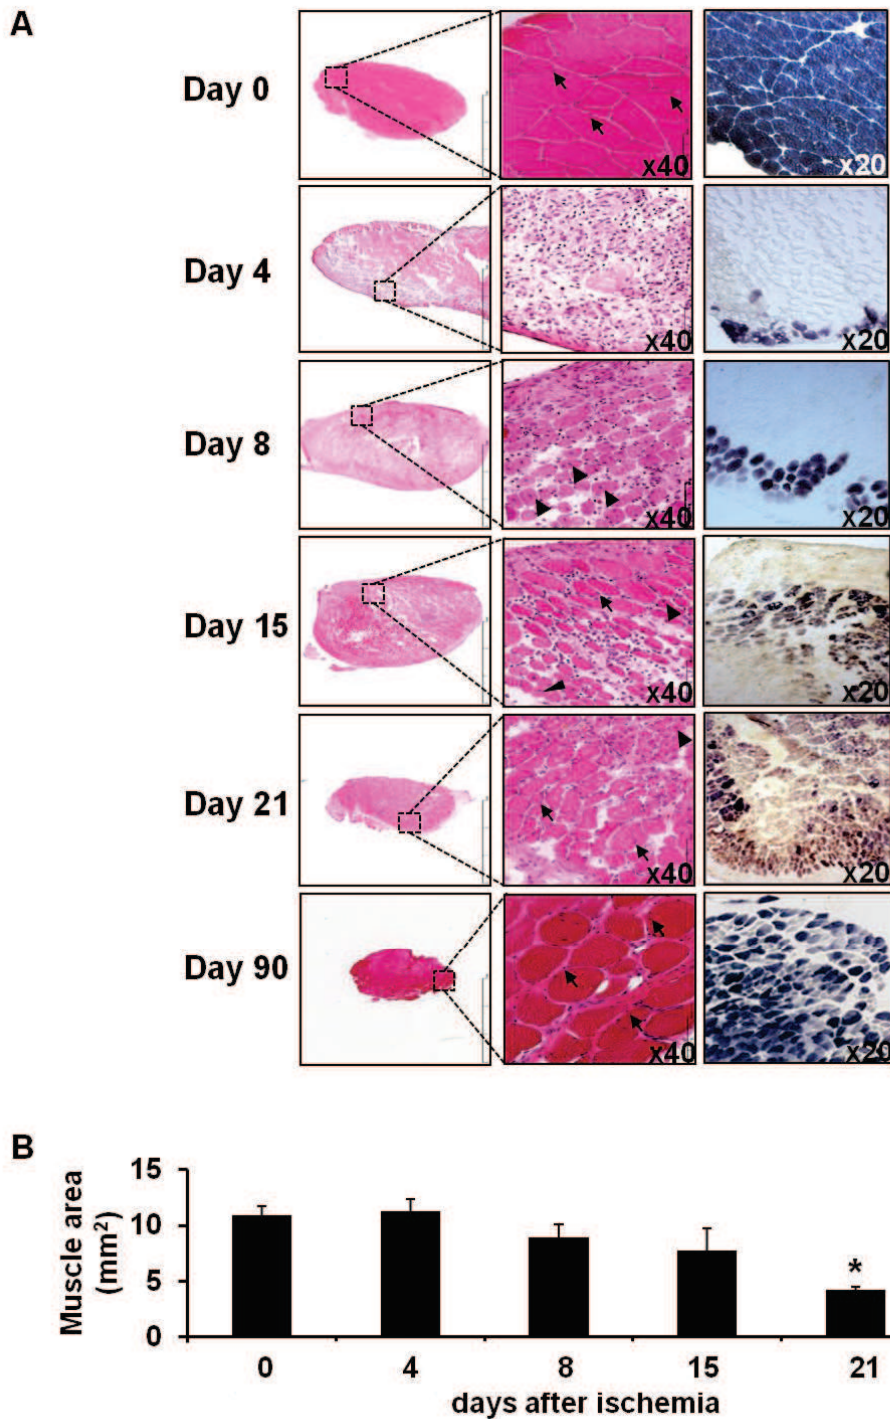 A
Day 0
x40
x20
Day 4
x40
x20
Day 8
x40
x20
Day 15
x40
x20
Day 21
x40
x20
Day 90
x40
x20
B
Muscle area
(mm²)
15
10
5
0
*
0 4 8 15 21
days after ischemia